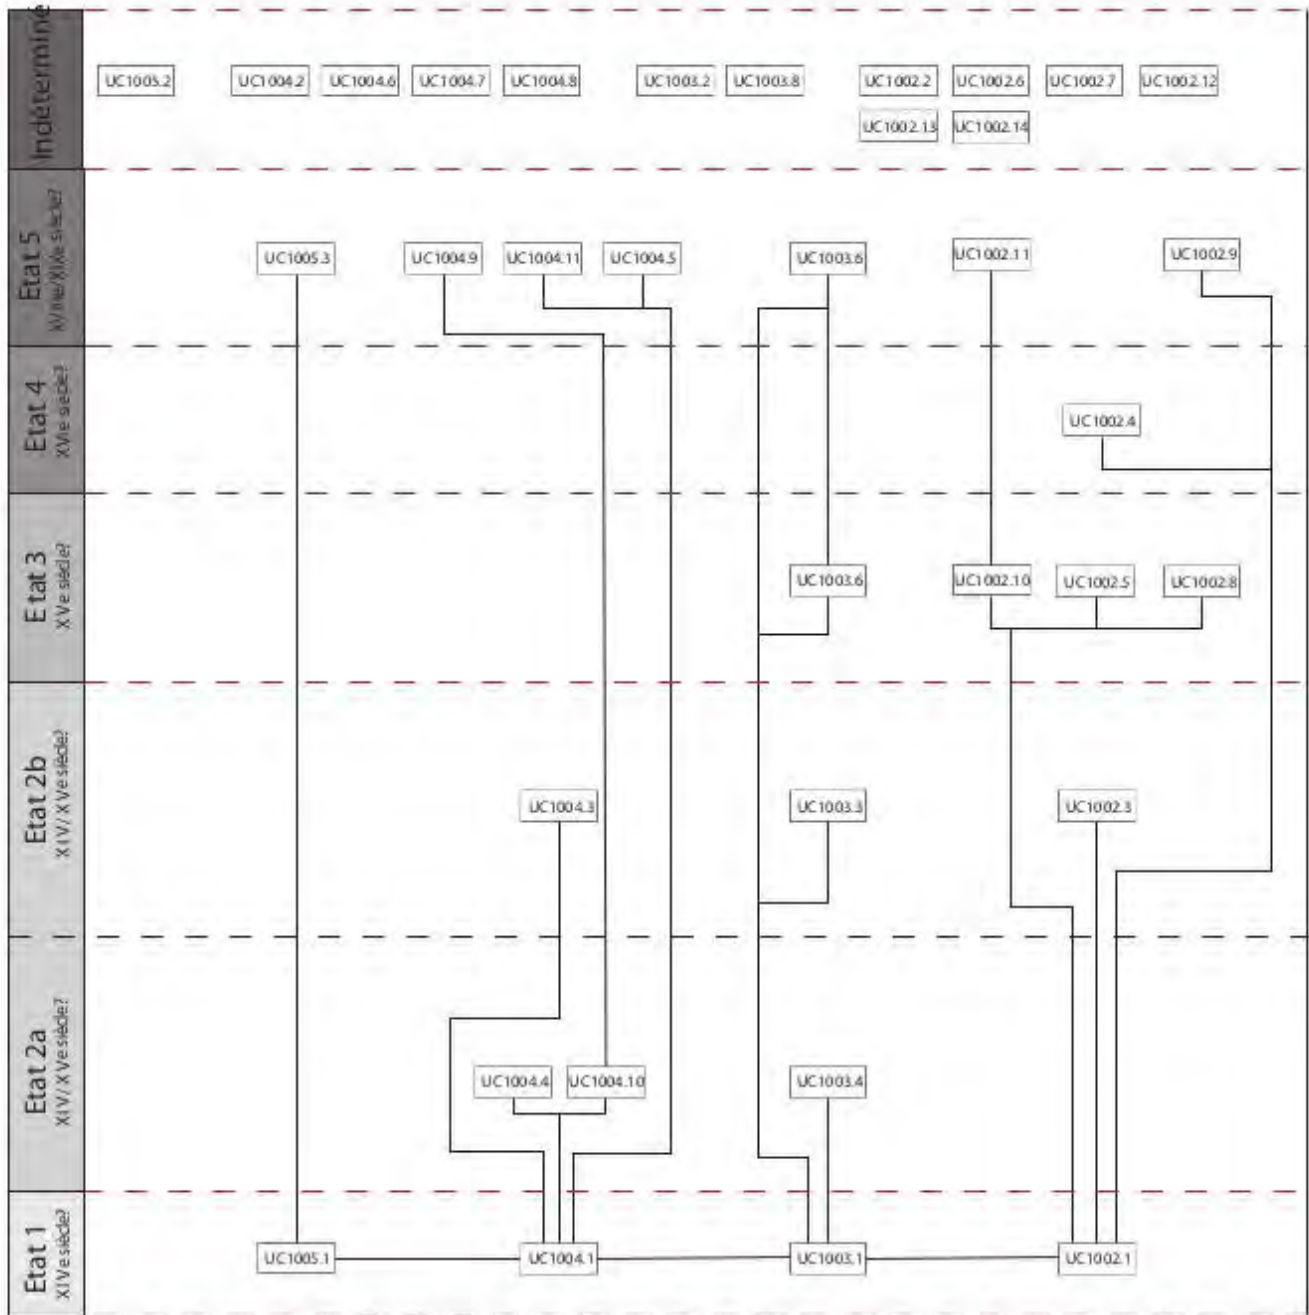 Indéterminé
UC1005.2
UC1004.2
UC1004.6
UC1004.7
UC1004.8
UC1003.2
UC1003.8
UC1002.2
UC1002.6
UC1002.7
UC1002.12
UC1002.13
UC1002.14
Etat 5
XVIIIe/XIXe siècle?
UC1005.3
UC1004.9
UC1004.11
UC1004.5
UC1003.6
UC1002.11
UC1002.9
Etat 4
XVIe siècle?
UC1002.4
Etat 3
XVe siècle?
UC1003.6
UC1002.10
UC1002.5
UC1002.8
Etat 2b
XIV/XVe siècle?
UC1004.3
UC1003.3
UC1002.3
Etat 2a
XIV/XVe siècle?
UC1004.4
UC1004.10
UC1003.4
Etat 1
XIVe siècle?
UC1005.1
UC1004.1
UC1003.1
UC1002.1